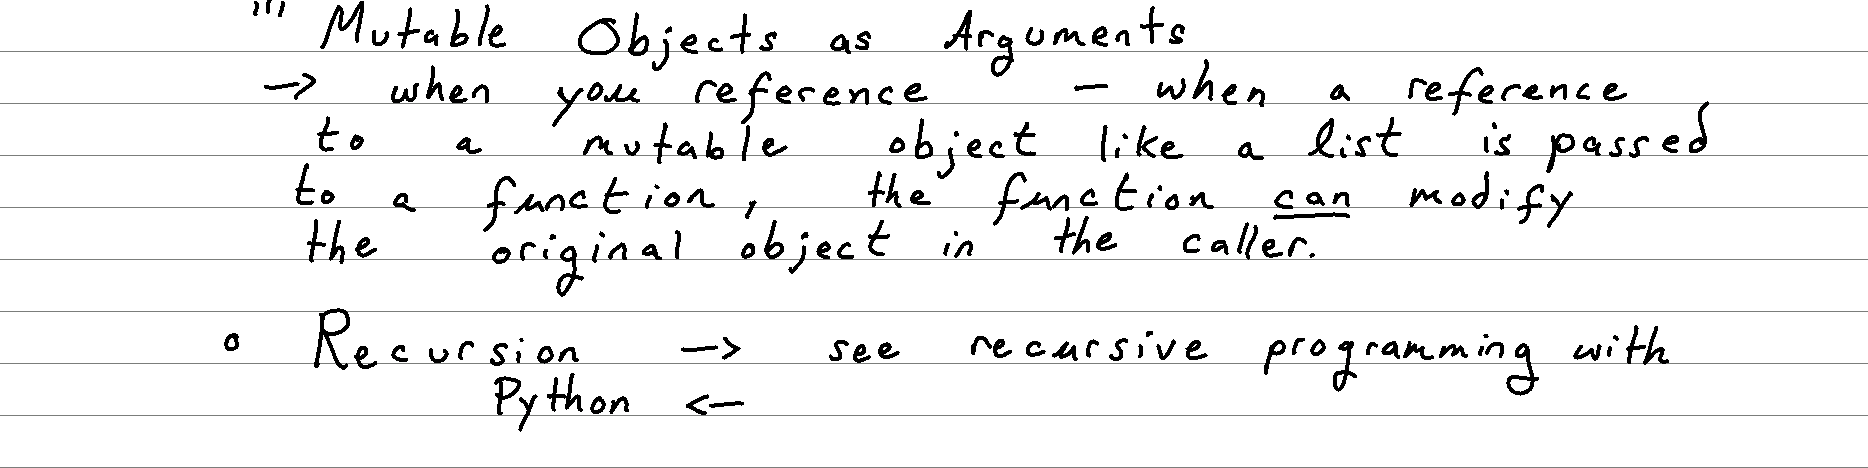 iii Mutable Objects as Arguments
-> when you reference - when a reference
to a mutable object like a list is passed
to a function, the function can modify
the original object in the caller.
o Recursion -> see recursive programming with
Python <-